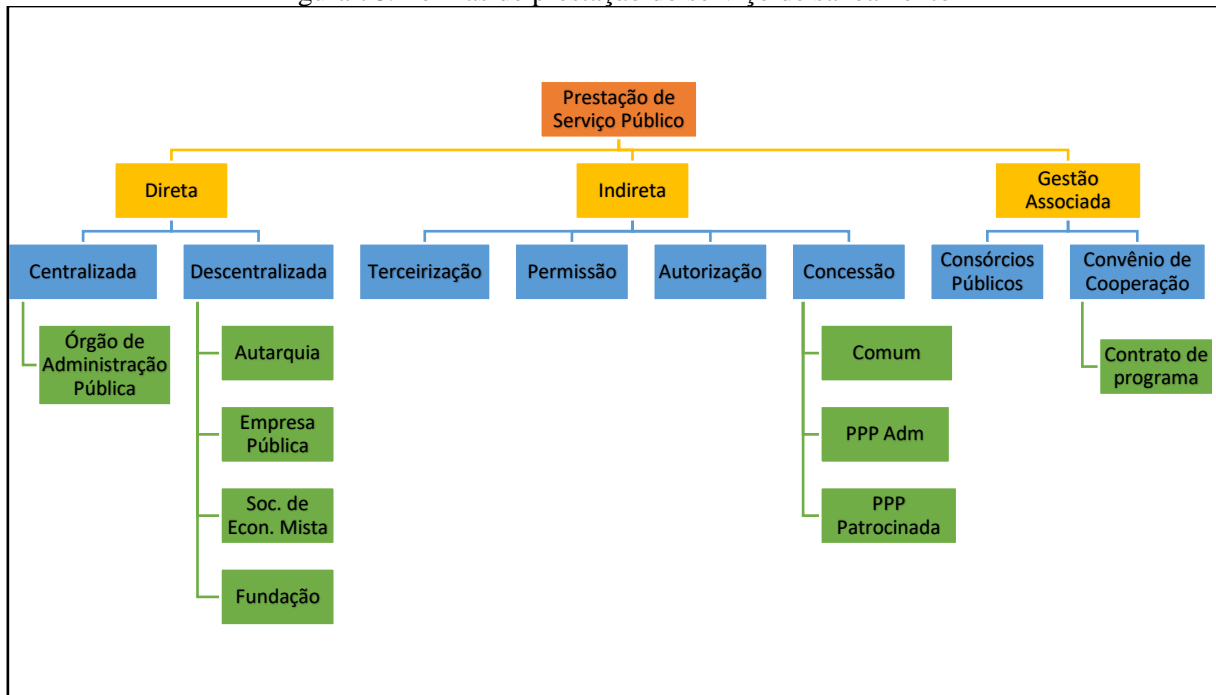 Prestação de
Serviço Público
Direta
Indireta
Gestão
Associada
Centralizada
Descentralizada
Terceirização
Permissão
Autorização
Concessão
Consórcios
Públicos
Convênio de
Cooperação
Órgão de
Administração
Pública
Autarquia
Empresa
Pública
Soc. de
Econ. Mista
Fundação
Comum
PPP Adm
PPP
Patrocinada
Contrato de
programa